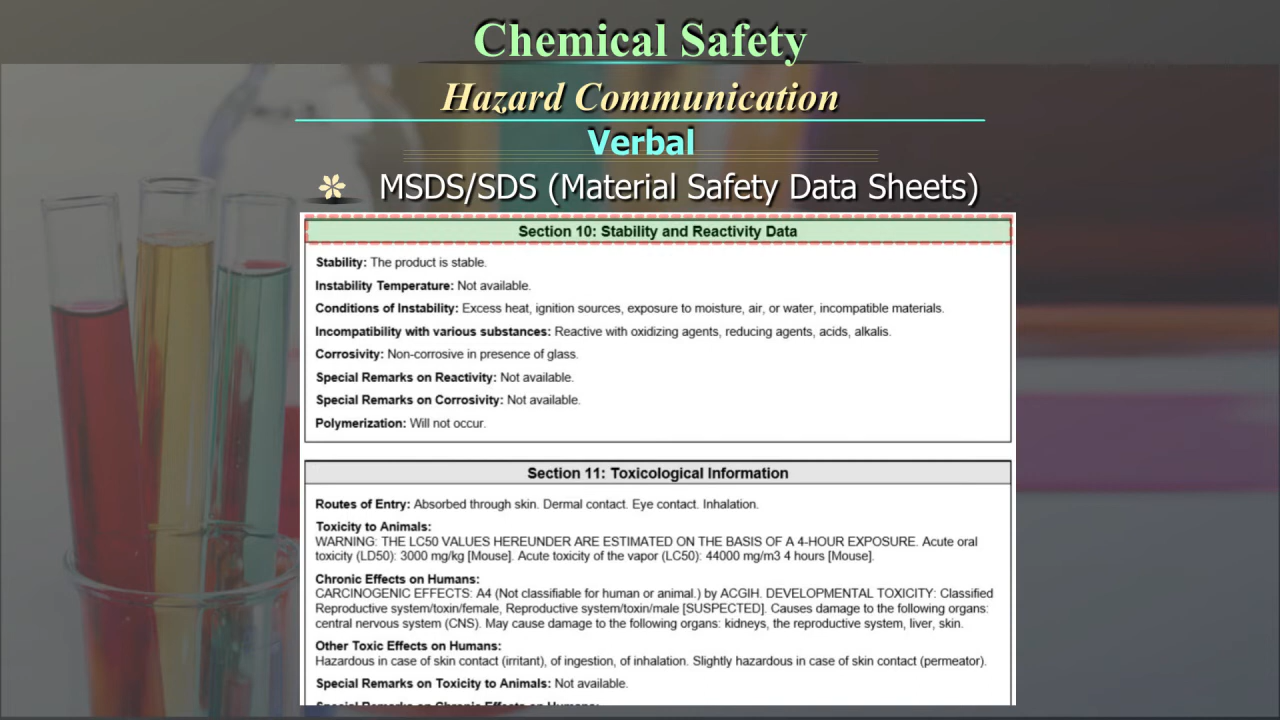 Chemical Safety
Hazard Communication
Verbal
MSDS/SDS (Material Safety Data Sheets)
Section 10: Stability and Reactivity Data
Stability: The product is stable.
Instability Temperature: Not available.
Conditions of Instability: Excess heat, ignition sources, exposure to moisture, air, or water, incompatible materials.
Incompatibility with various substances: Reactive with oxidizing agents, reducing agents, acids, alkalis.
Corrosivity: Non-corrosive in presence of glass.
Special Remarks on Reactivity: Not available.
Special Remarks on Corrosivity: Not available.
Polymerization: Will not occur.
Section 11: Toxicological Information
Routes of Entry: Absorbed through skin. Dermal contact. Eye contact. Inhalation.
Toxicity to Animals:
WARNING: THE LC50 VALUES HEREUNDER ARE ESTIMATED ON THE BASIS OF A 4-HOUR EXPOSURE. Acute oral
toxicity (LD50): 3000 mg/kg [Mouse]. Acute toxicity of the vapor (LC50): 44000 mg/m3 4 hours [Mouse].
Chronic Effects on Humans:
CARCINOGENIC EFFECTS: A4 (Not classifiable for human or animal.) by ACGIH. DEVELOPMENTAL TOXICITY: Classified
Reproductive system/toxin/female, Reproductive system/toxin/male [SUSPECTED]. Causes damage to the following organs:
central nervous system (CNS). May cause damage to the following organs: kidneys, the reproductive system, liver, skin.
Other Toxic Effects on Humans:
Hazardous in case of skin contact (irritant), of ingestion, of inhalation. Slightly hazardous in case of skin contact (permeator).
Special Remarks on Toxicity to Animals: Not available.
Special Remarks on Chronic Effects on Humans: